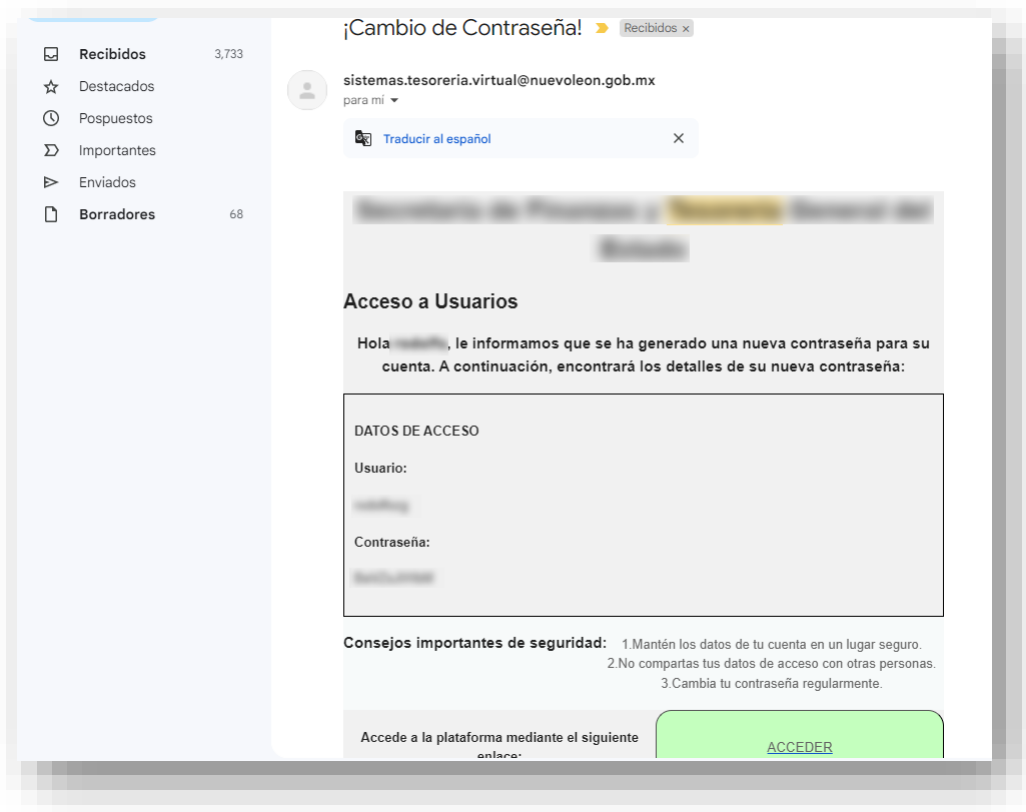 ¡Cambio de Contraseña!
Recibidos x
Recibidos 3,733
Destacados
Pospuestos
Importantes
Enviados
Borradores 68
sistemas.tesoreria.virtual@nuevoleon.gob.mx
para mí
Traducir al español
Acceso a Usuarios
Hola , le informamos que se ha generado una nueva contraseña para su
cuenta. A continuación, encontrará los detalles de su nueva contraseña:
DATOS DE ACCESO
Usuario:
Contraseña:
Consejos importantes de seguridad:
1.Mantén los datos de tu cuenta en un lugar seguro.
2.No compartas tus datos de acceso con otras personas.
3.Cambia tu contraseña regularmente.
Accede a la plataforma mediante el siguiente
enlace:
ACCEDER